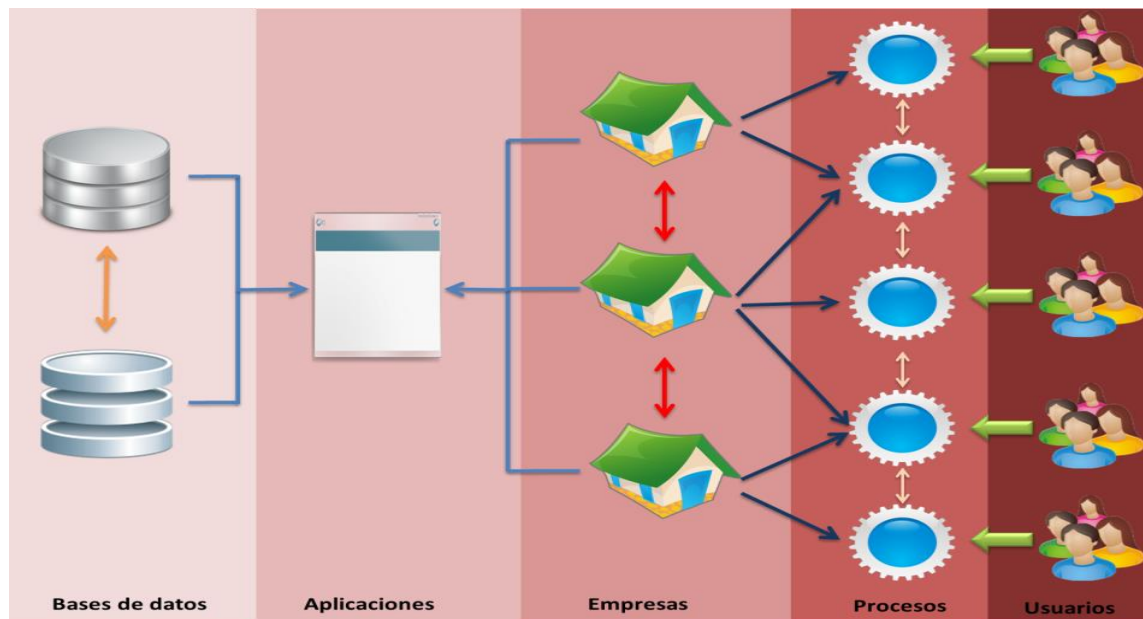 Bases de datos
Aplicaciones
Empresas
Procesos
Usuarios